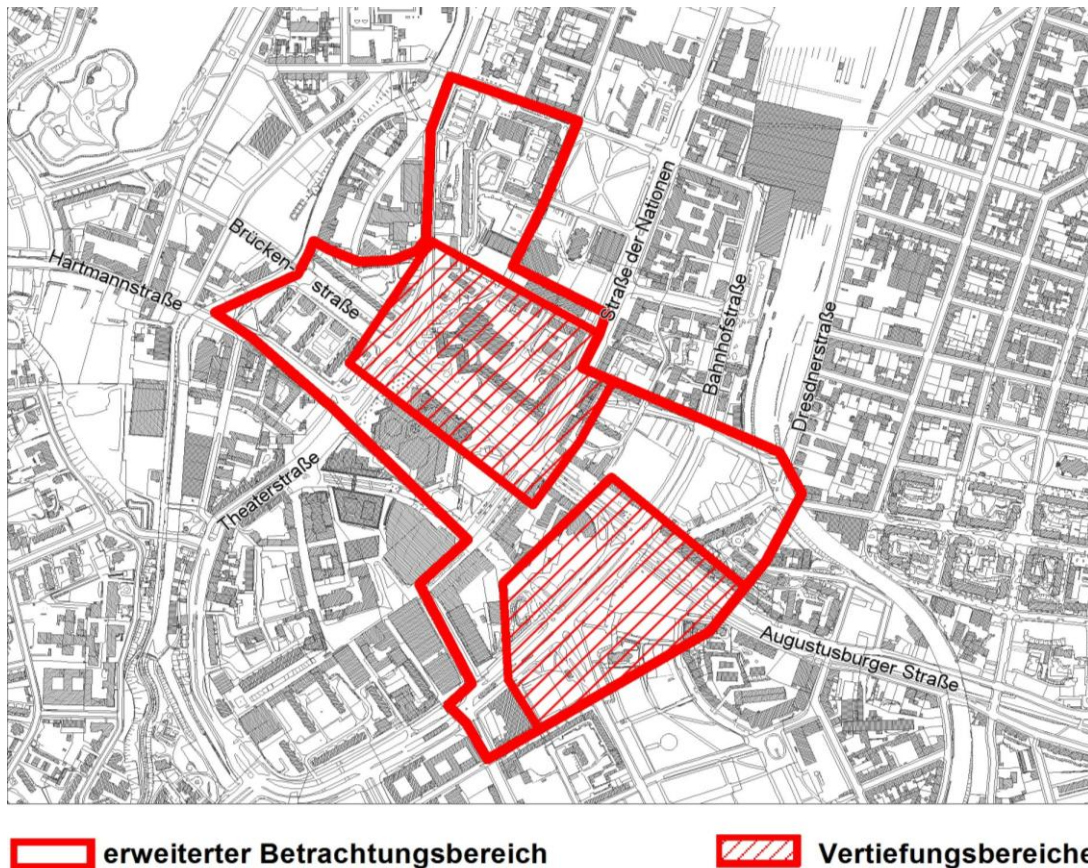 Straße der Nationen
Brücken-
straße
Hartmannstraße
Bahnhofstraße
Dresdnerstraße
Theaterstraße
Augustusburger Straße
erweiterter Betrachtungsbereich
Vertiefungsbereiche